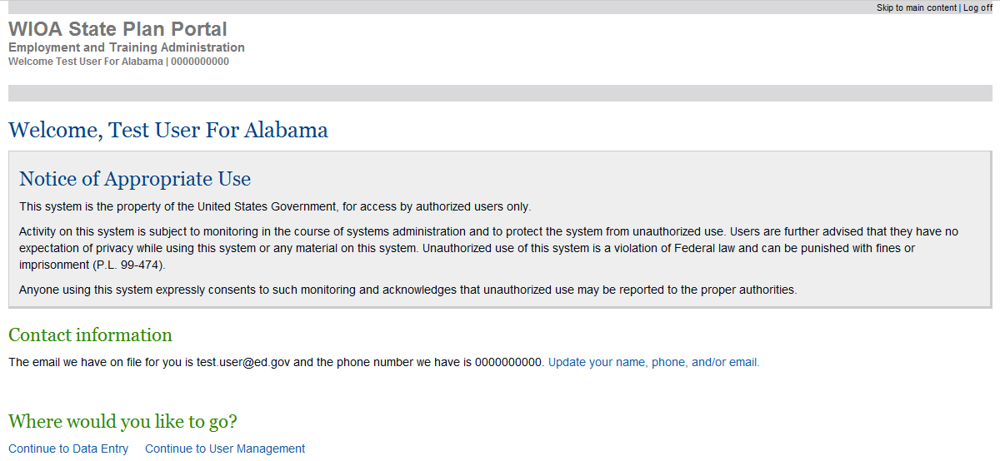 Skip to main content | Log off
WIOA State Plan Portal
Employment and Training Administration
Welcome Test User For Alabama | 0000000000
Welcome, Test User For Alabama
Notice of Appropriate Use
This system is the property of the United States Government, for access by authorized users only.
Activity on this system is subject to monitoring in the course of systems administration and to protect the system from unauthorized use. Users are further advised that they have no
expectation of privacy while using this system or any material on this system. Unauthorized use of this system is a violation of Federal law and can be punished with fines or
imprisonment (P.L. 99-474).
Anyone using this system expressly consents to such monitoring and acknowledges that unauthorized use may be reported to the proper authorities.
Contact information
The email we have on file for you is test.user@ed.gov and the phone number we have is 0000000000. Update your name, phone, and/or email.
Where would you like to go?
Continue to Data Entry Continue to User Management